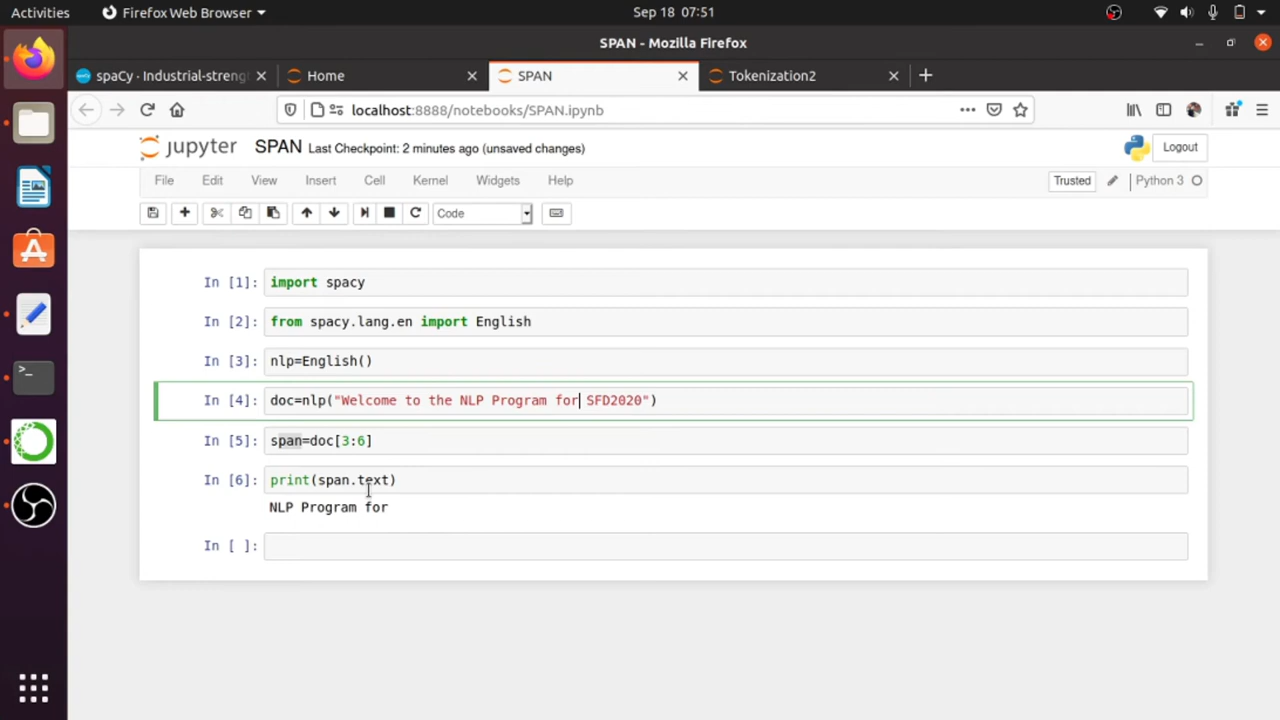 Activities Firefox Web Browser Sep 18 07:51
SPAN - Mozilla Firefox
spaCy · Industrial-streng Home SPAN Tokenization2
localhost:8888/notebooks/SPAN.ipynb
jupyter SPAN Last Checkpoint: 2 minutes ago (unsaved changes) Logout
File Edit View Insert Cell Kernel Widgets Help Trusted Python 3
Code
In [1]: import spacy
In [2]: from spacy.lang.en import English
In [3]: nlp=English()
In [4]: doc=nlp("Welcome to the NLP Program for SFD2020")
In [5]: span=doc[3:6]
In [6]: print(span.text)
NLP Program for
In [ ]: